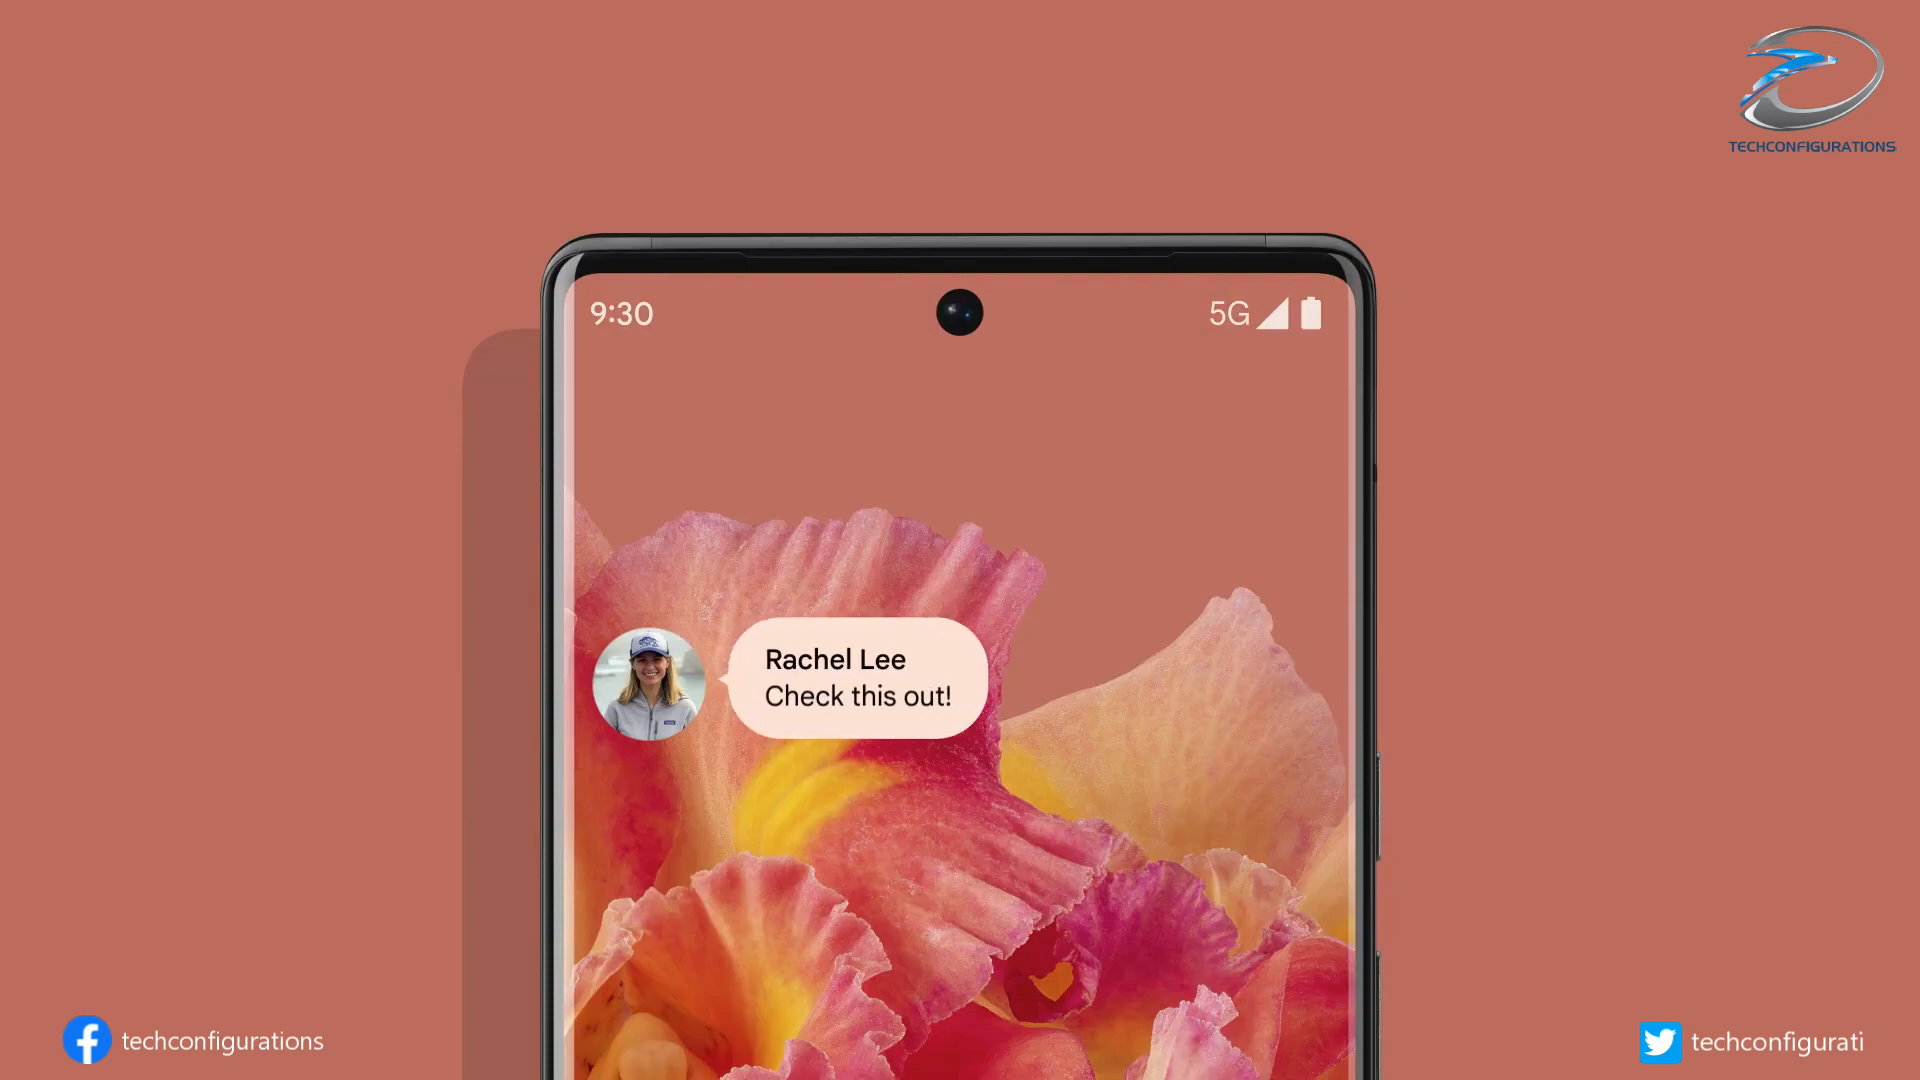 TECHCONFIGURATIONS
9:30
5G
Rachel Lee
Check this out!
techconfigurations
techconfigurati